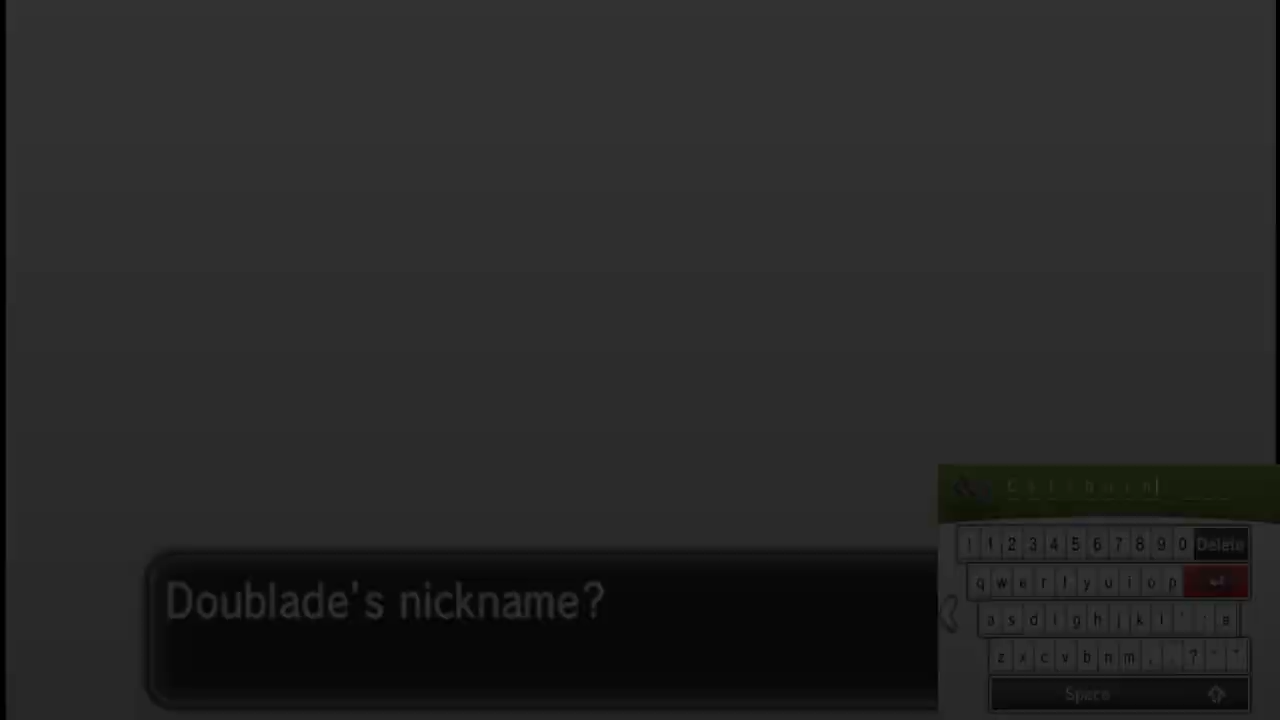 Doublade's nickname?
1 2 3 4 5 6 7 8 9 0 Delete
q w e r t y u i o p
a s d f g h j k l
z x c v b n m , . ?
Space